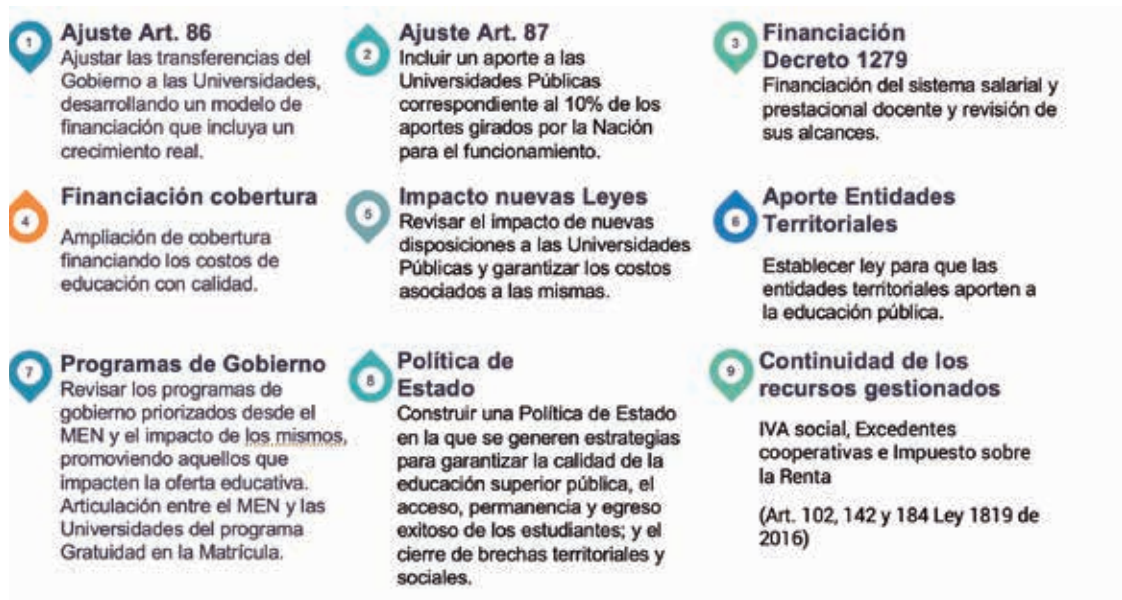 1
Ajuste Art. 86
Ajustar las transferencias del
Gobierno a las Universidades,
desarrollando un modelo de
financiación que incluya un
crecimiento real.
2
Ajuste Art. 87
Incluir un aporte a las
Universidades Públicas
correspondiente al 10% de los
aportes girados por la Nación
para el funcionamiento.
3
Financiación
Decreto 1279
Financiación del sistema salarial y
prestacional docente y revisión de
sus alcances.
4
Financiación cobertura
Ampliación de cobertura
financiando los costos de
educación con calidad.
5
Impacto nuevas Leyes
Revisar el impacto de nuevas
disposiciones a las Universidades
Públicas y garantizar los costos
asociados a las mismas.
6
Aporte Entidades
Territoriales
Establecer ley para que las
entidades territoriales aporten a
la educación pública.
7
Programas de Gobierno
Revisar los programas de
gobierno priorizados desde el
MEN y el impacto de los mismos,
promoviendo aquellos que
impacten la oferta educativa.
Articulación entre el MEN y las
Universidades del programa
Gratuidad en la Matrícula.
8
Política de
Estado
Construir una Política de Estado
en la que se generen estrategias
para garantizar la calidad de la
educación superior pública, el
acceso, permanencia y egreso
exitoso de los estudiantes; y el
cierre de brechas territoriales y
sociales.
9
Continuidad de los
recursos gestionados
IVA social, Excedentes
cooperativas e Impuesto sobre
la Renta
(Art. 102, 142 y 184 Ley 1819 de
2016)